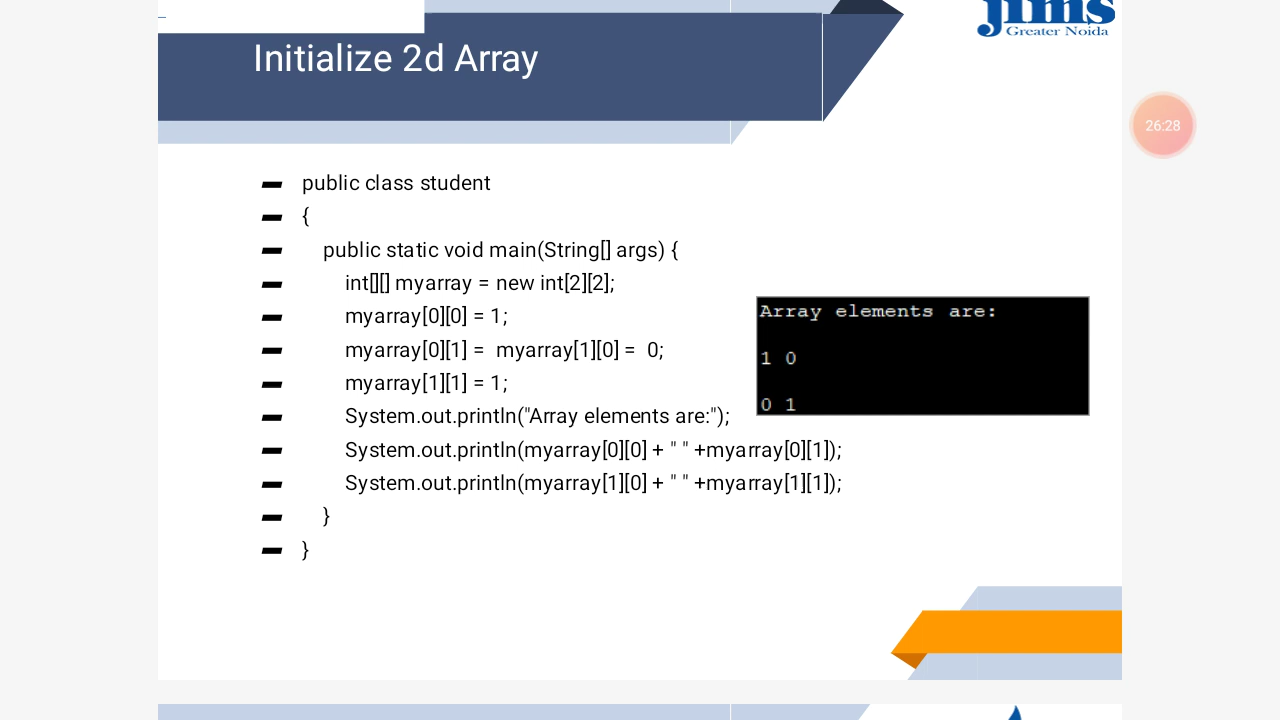 jims
Greater Noida
Initialize 2d Array
26:28
public class student
{
public static void main(String[] args) {
int[][] myarray = new int[2][2];
myarray[0][0] = 1;
myarray[0][1] =  myarray[1][0] =  0;
myarray[1][1] = 1;
System.out.println("Array elements are:");
System.out.println(myarray[0][0] + " " +myarray[0][1]);
System.out.println(myarray[1][0] + " " +myarray[1][1]);
}
}
Array elements are:
1 0
0 1